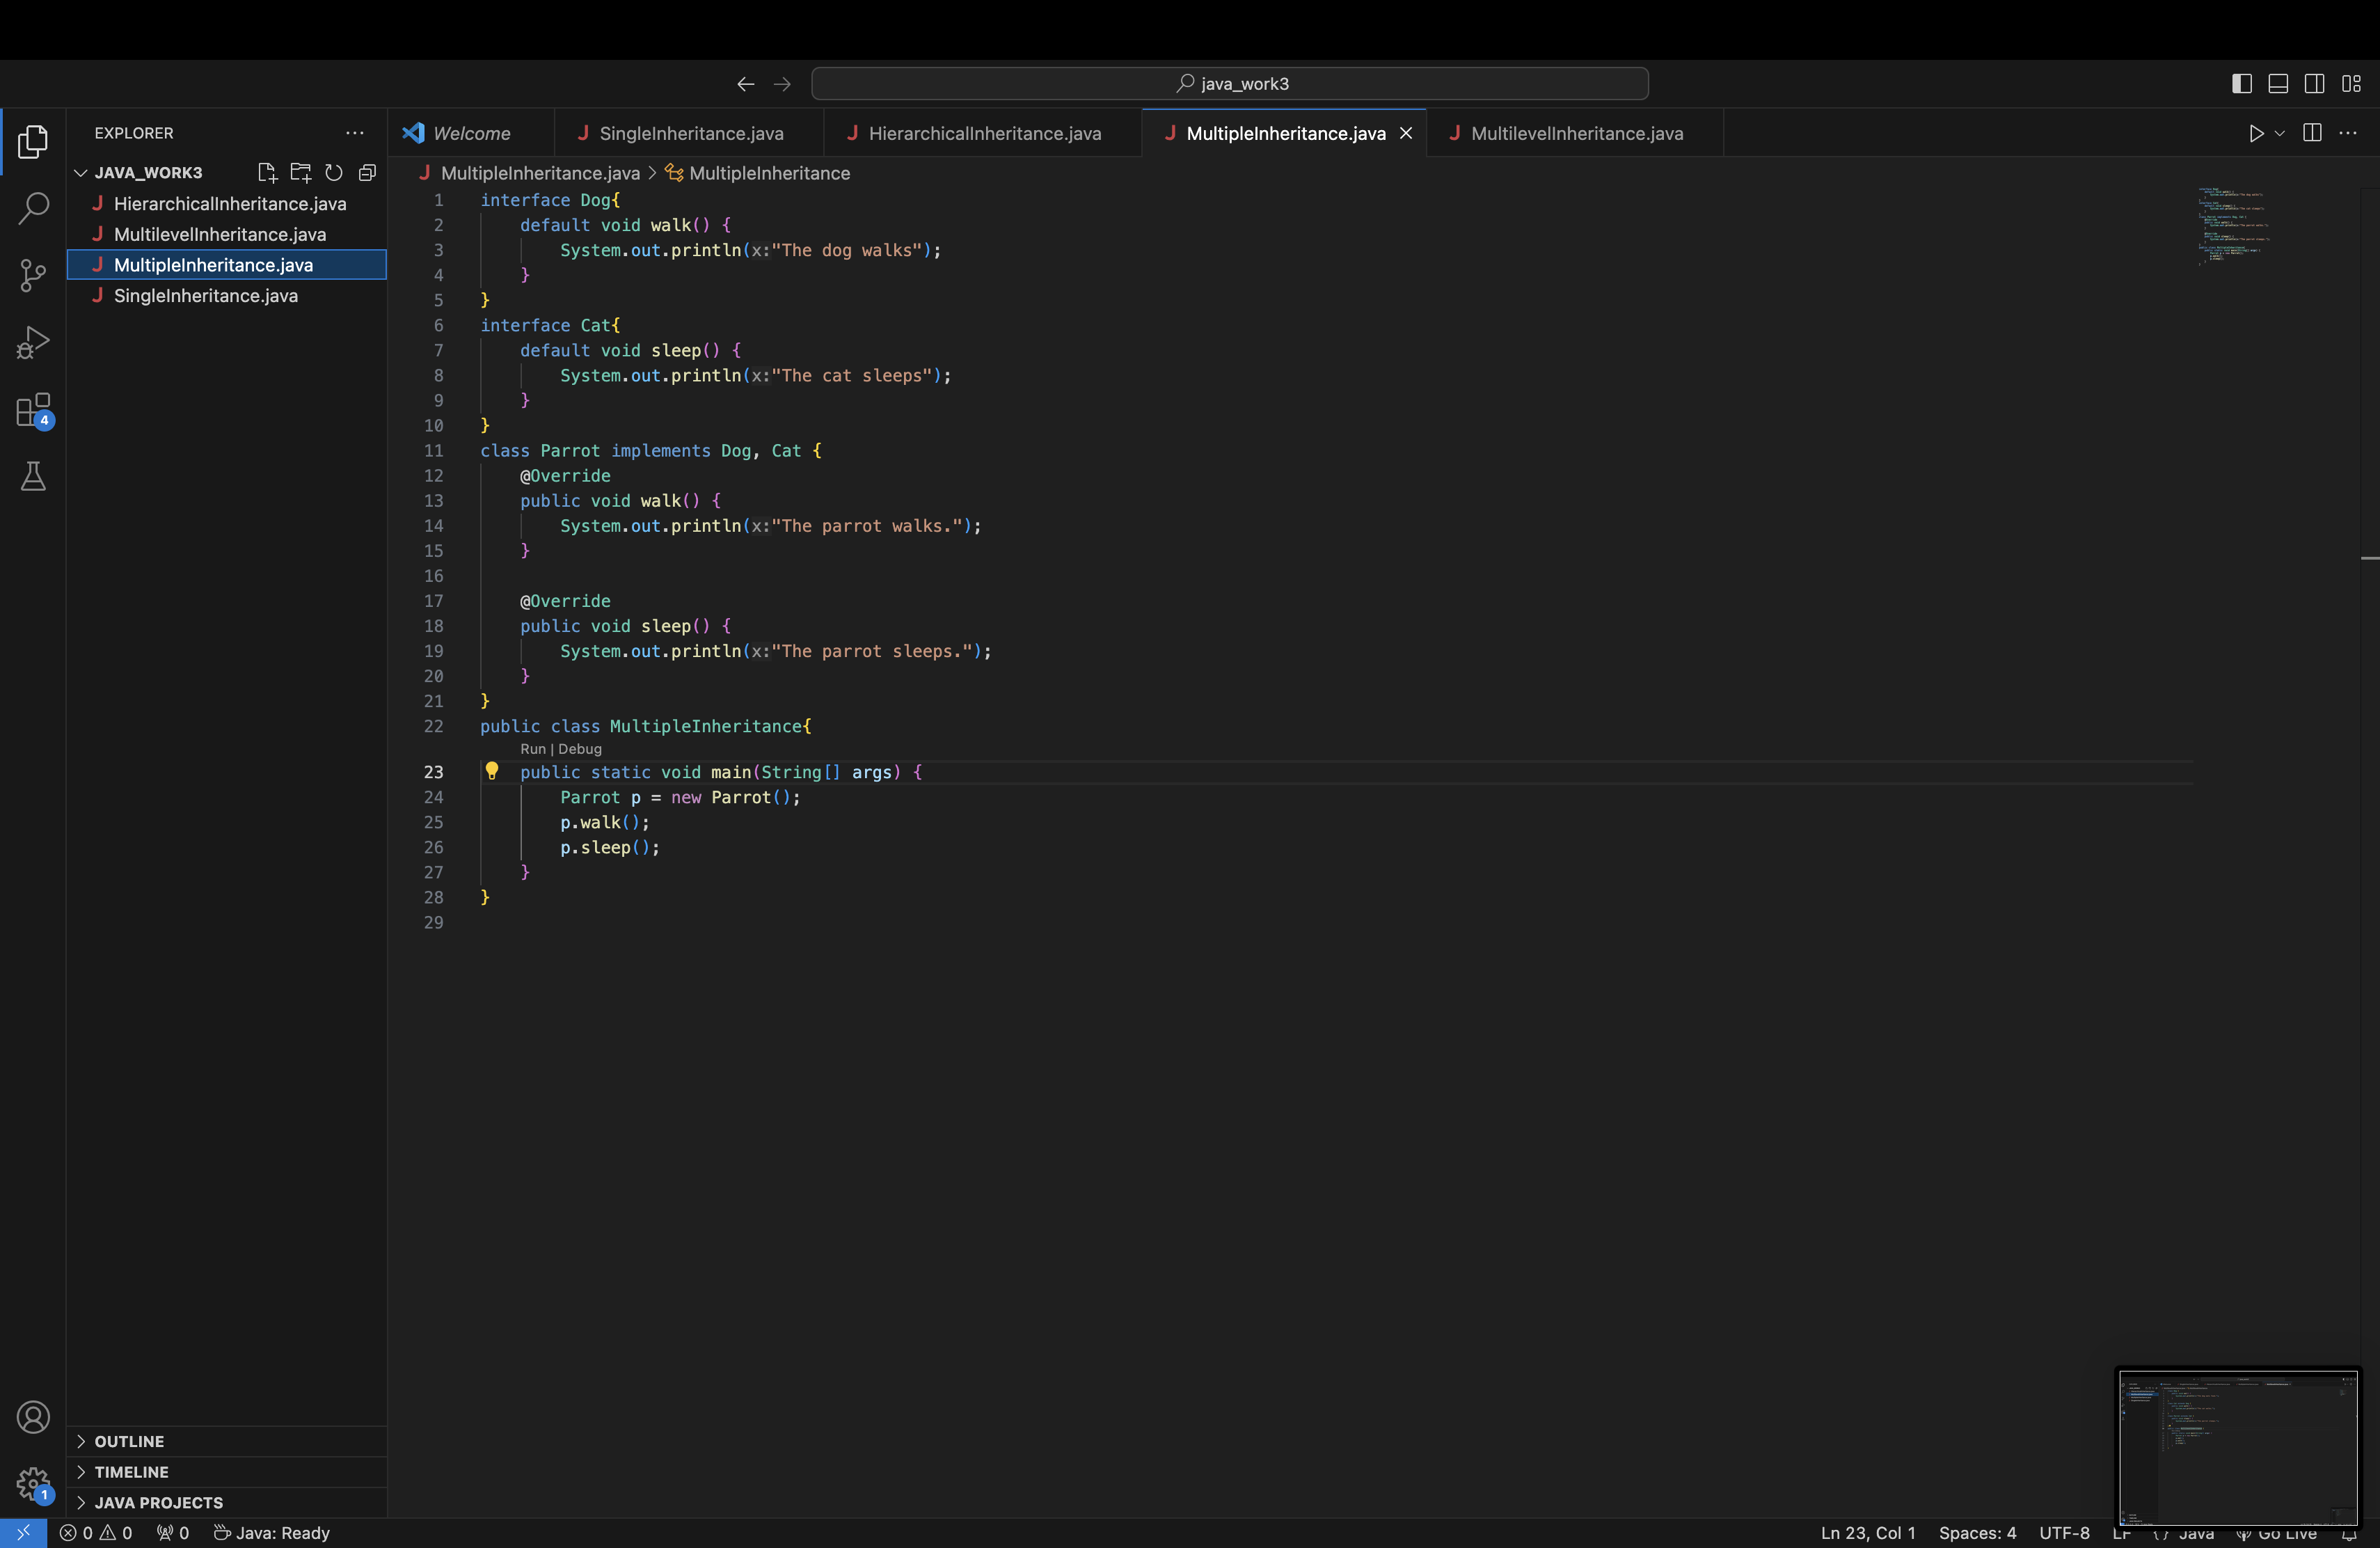 java_work3
EXPLORER
Welcome
SingleInheritance.java
HierarchicalInheritance.java
MultipleInheritance.java
MultilevelInheritance.java
JAVA_WORK3
HierarchicalInheritance.java
MultilevelInheritance.java
MultipleInheritance.java
SingleInheritance.java
MultipleInheritance.java > MultipleInheritance
1 interface Dog{
2     default void walk() {
3         System.out.println(x:"The dog walks");
4     }
5 }
6 interface Cat{
7     default void sleep() {
8         System.out.println(x:"The cat sleeps");
9     }
10 }
11 class Parrot implements Dog, Cat {
12     @Override
13     public void walk() {
14         System.out.println(x:"The parrot walks.");
15     }
16
17     @Override
18     public void sleep() {
19         System.out.println(x:"The parrot sleeps.");
20     }
21 }
22 public class MultipleInheritance{
Run | Debug
23     public static void main(String[] args) {
24         Parrot p = new Parrot();
25         p.walk();
26         p.sleep();
27     }
28 }
29
4
OUTLINE
TIMELINE
1
JAVA PROJECTS
0 0 0 Java: Ready
Ln 23, Col 1 Spaces: 4 UTF-8 LF {} Java Go Live